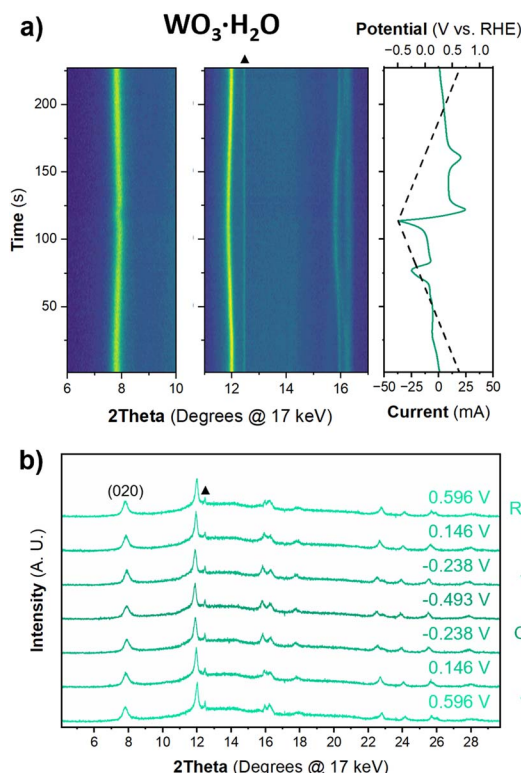 a)
WO₃·H₂O
▲
Potential (V vs. RHE)
−0.5 0.0 0.5 1.0
Time (s)
200
150
100
50
6 8 10
12 14 16
−50 −25 0 25 50
2Theta (Degrees @ 17 keV)
Current (mA)
b)
(020)
▲
0.596 V
0.146 V
-0.238 V
-0.493 V
-0.238 V
0.146 V
0.596 V
Intensity (A. U.)
6 8 10 12 14 16 18 20 22 24 26 28
2Theta (Degrees @ 17 keV)